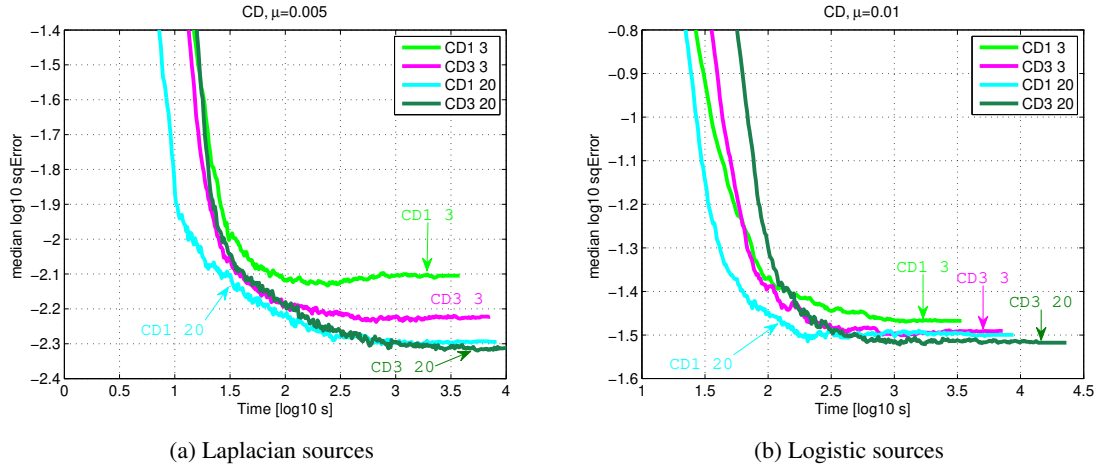 CD, μ=0.005
−1.4
−1.5
−1.6
−1.7
−1.8
−1.9
−2
−2.1
−2.2
−2.3
−2.4
median log10 sqError
CD1 3
CD3 3
CD1 20
CD3 20
CD1 3
CD3 3
CD1 20
CD3 20
0 0.5 1 1.5 2 2.5 3 3.5 4
Time [log10 s]
(a) Laplacian sources
CD, μ=0.01
−0.8
−0.9
−1
−1.1
−1.2
−1.3
−1.4
−1.5
−1.6
median log10 sqError
CD1 3
CD3 3
CD1 20
CD3 20
CD1 3
CD3 3
CD3 20
CD1 20
1 1.5 2 2.5 3 3.5 4 4.5
Time [log10 s]
(b) Logistic sources